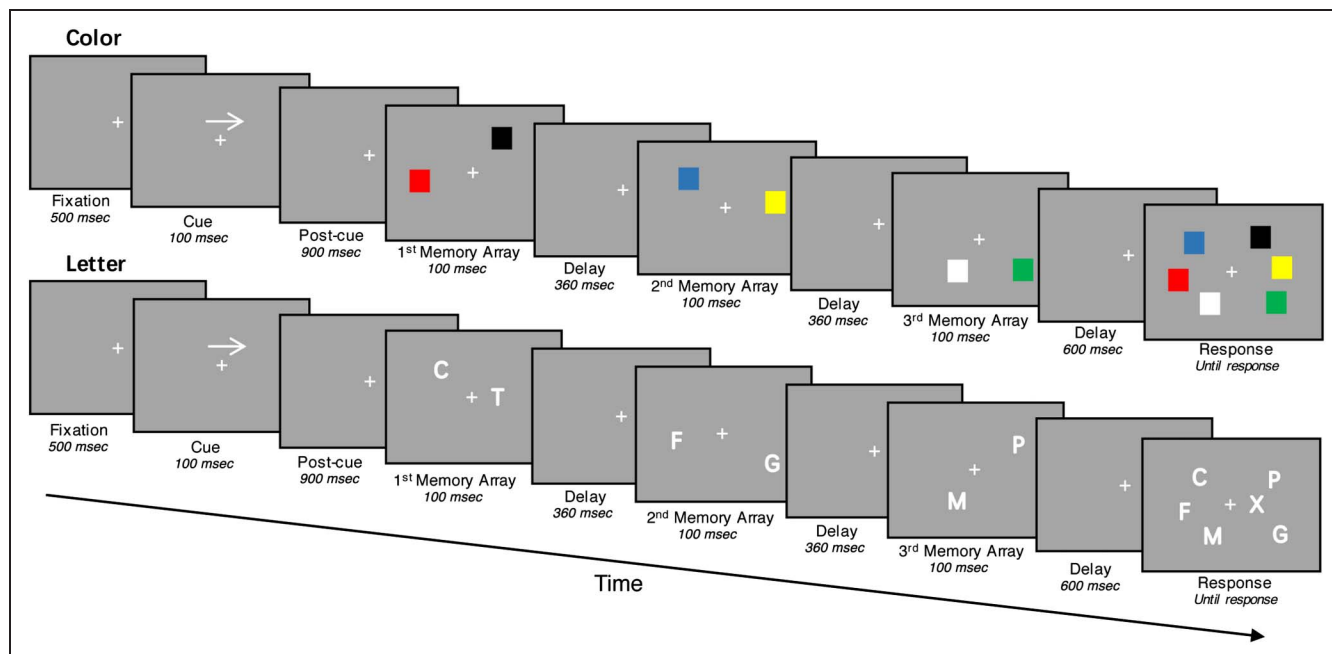 Color
Fixation
500 msec
Cue
100 msec
Post-cue
900 msec
1st Memory Array
100 msec
Delay
360 msec
2nd Memory Array
100 msec
Delay
360 msec
3rd Memory Array
100 msec
Delay
600 msec
Response
Until response
Letter
Fixation
500 msec
Cue
100 msec
Post-cue
900 msec
C
T
1st Memory Array
100 msec
Delay
360 msec
F
G
2nd Memory Array
100 msec
Delay
360 msec
P
M
3rd Memory Array
100 msec
Delay
600 msec
C P
F X
M G
Response
Until response
Time